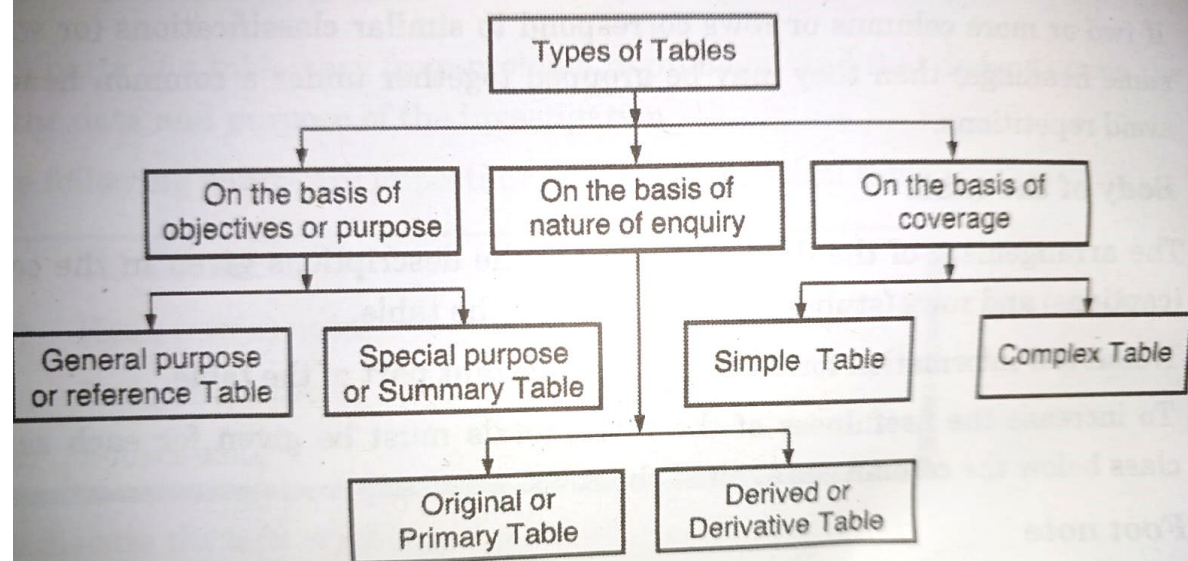 Types of Tables
On the basis of
objectives or purpose
On the basis of
nature of enquiry
On the basis of
coverage
General purpose
or reference Table
Special purpose
or Summary Table
Simple Table
Complex Table
Original or
Primary Table
Derived or
Derivative Table